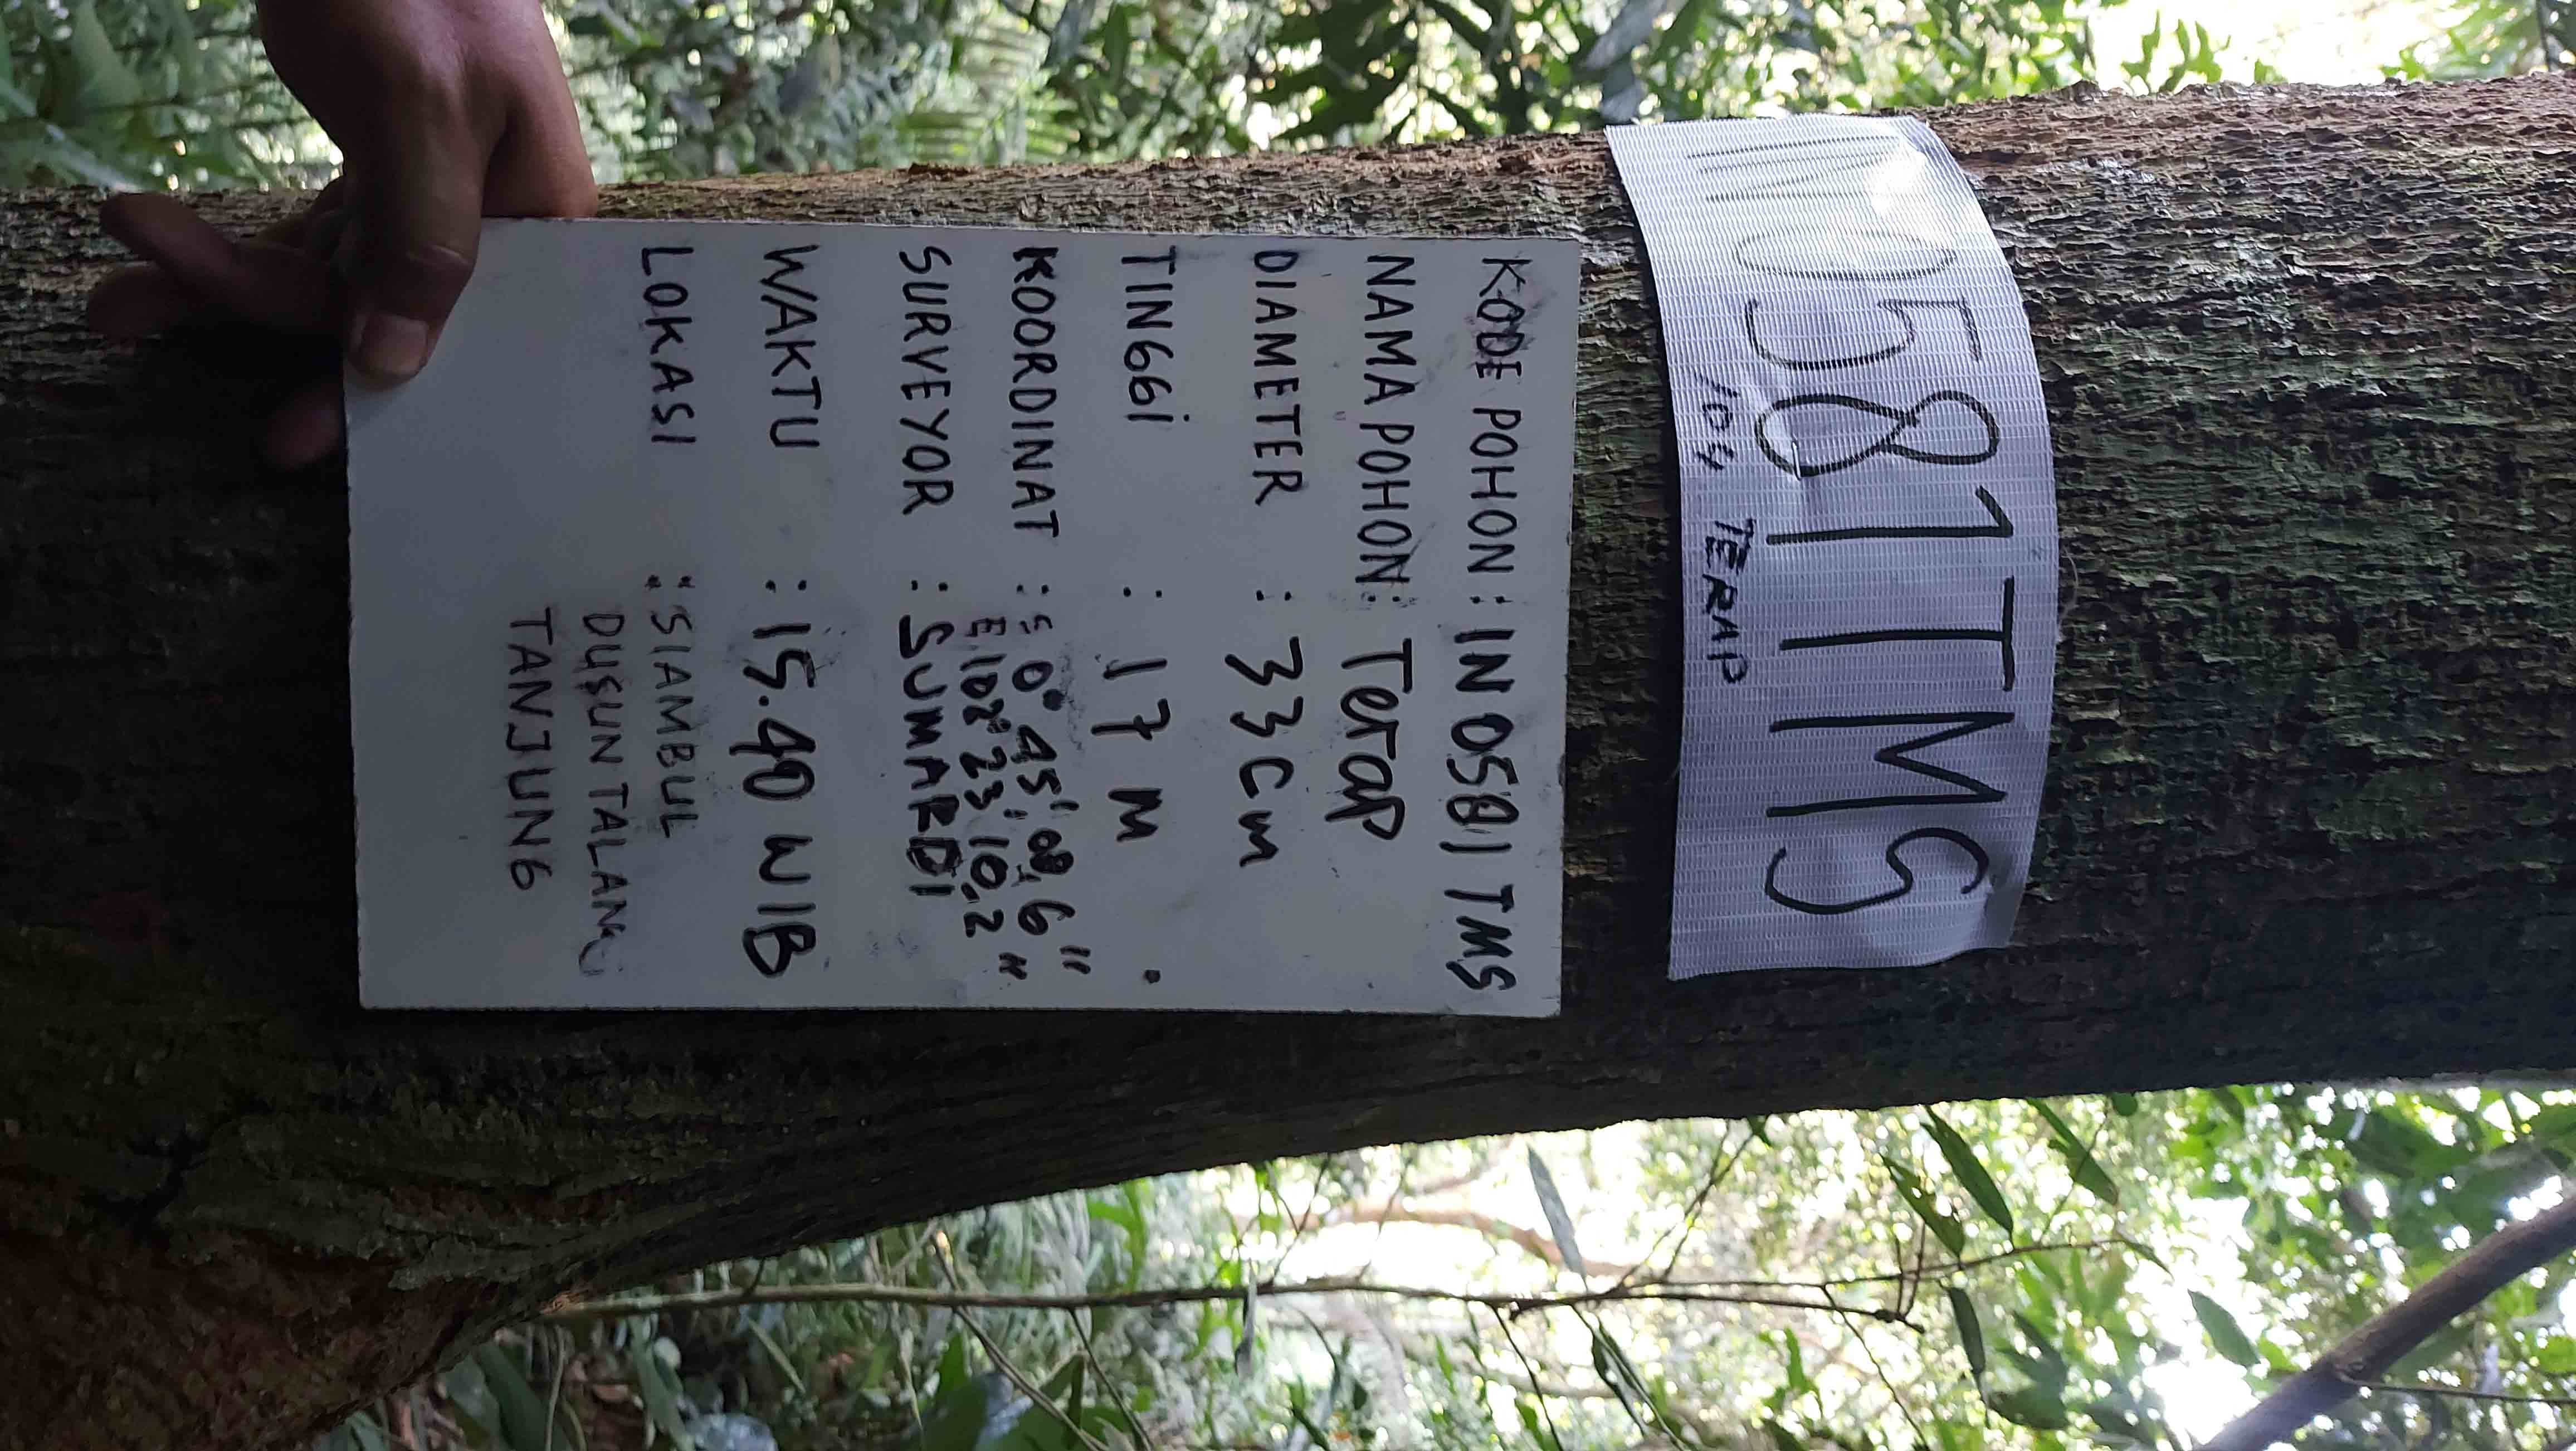 IN0581TMS
104 TERAP
KODE POHON : IN 0581 TMS
NAMA POHON : Terap
DIAMETER : 33 Cm
TINGGi : 17 M
KOORDINAT : S 0° 45' 08,6"
E 102° 23' 10,2"
SURVEYOR : SUMARDi
WAKTU : 15.40 WIB
LOKASI : SIAMBUL
DUSUN TALANG
TANJUNG